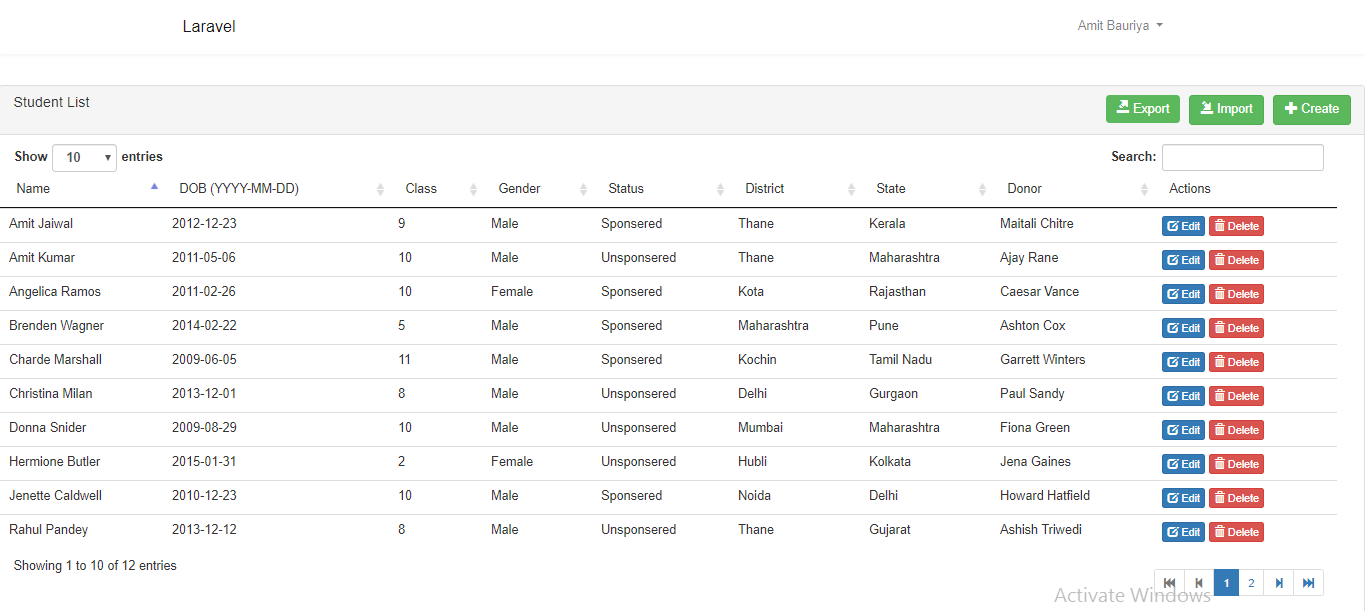 Laravel
Amit Bauriya
Student List
Export Import Create
Show 10 entries
Search:
Name DOB (YYYY-MM-DD) Class Gender Status District State Donor Actions
Amit Jaiwal 2012-12-23 9 Male Sponsered Thane Kerala Maitali Chitre Edit Delete
Amit Kumar 2011-05-06 10 Male Unsponsered Thane Maharashtra Ajay Rane Edit Delete
Angelica Ramos 2011-02-26 10 Female Sponsered Kota Rajasthan Caesar Vance Edit Delete
Brenden Wagner 2014-02-22 5 Male Sponsered Maharashtra Pune Ashton Cox Edit Delete
Charde Marshall 2009-06-05 11 Male Sponsered Kochin Tamil Nadu Garrett Winters Edit Delete
Christina Milan 2013-12-01 8 Male Unsponsered Delhi Gurgaon Paul Sandy Edit Delete
Donna Snider 2009-08-29 10 Male Unsponsered Mumbai Maharashtra Fiona Green Edit Delete
Hermione Butler 2015-01-31 2 Female Unsponsered Hubli Kolkata Jena Gaines Edit Delete
Jenette Caldwell 2010-12-23 10 Male Sponsered Noida Delhi Howard Hatfield Edit Delete
Rahul Pandey 2013-12-12 8 Male Unsponsered Thane Gujarat Ashish Triwedi Edit Delete
Showing 1 to 10 of 12 entries
1 2
Activate Windows